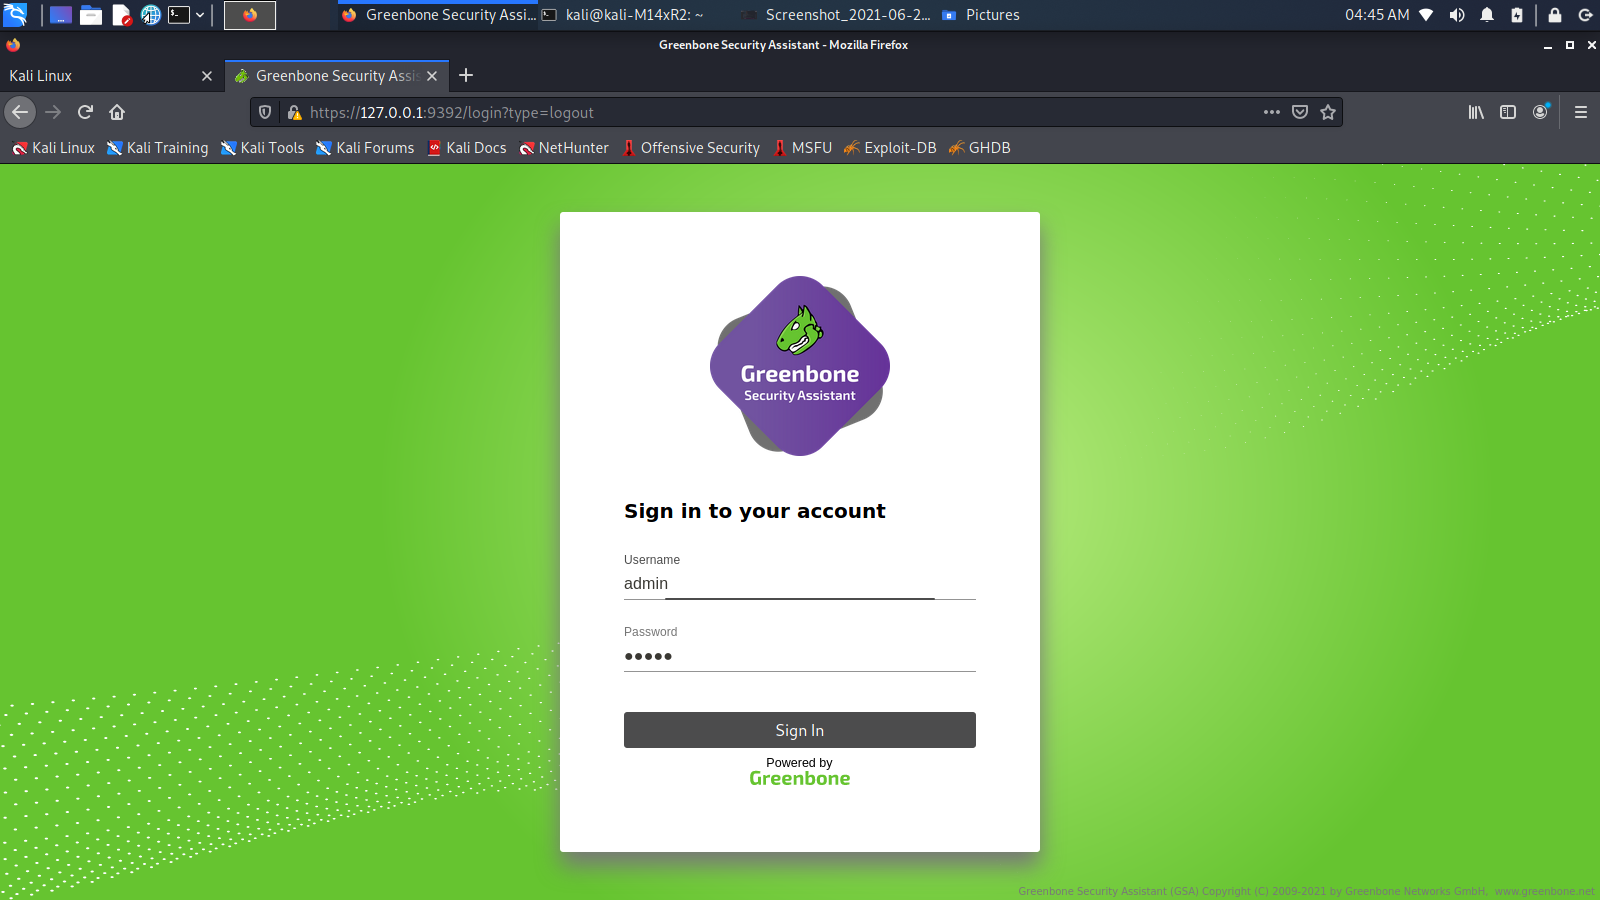 Greenbone Security Assi... kali@kali-M14xR2: ~ Screenshot_2021-06-2... Pictures 04:45 AM
Greenbone Security Assistant - Mozilla Firefox
Kali Linux Greenbone Security Assis
https://127.0.0.1:9392/login?type=logout
Kali Linux Kali Training Kali Tools Kali Forums Kali Docs NetHunter Offensive Security MSFU Exploit-DB GHDB
Greenbone
Security Assistant
Sign in to your account
Username
admin
Password
•••••
Sign In
Powered by
Greenbone
Greenbone Security Assistant (GSA) Copyright (C) 2009-2021 by Greenbone Networks GmbH, www.greenbone.net